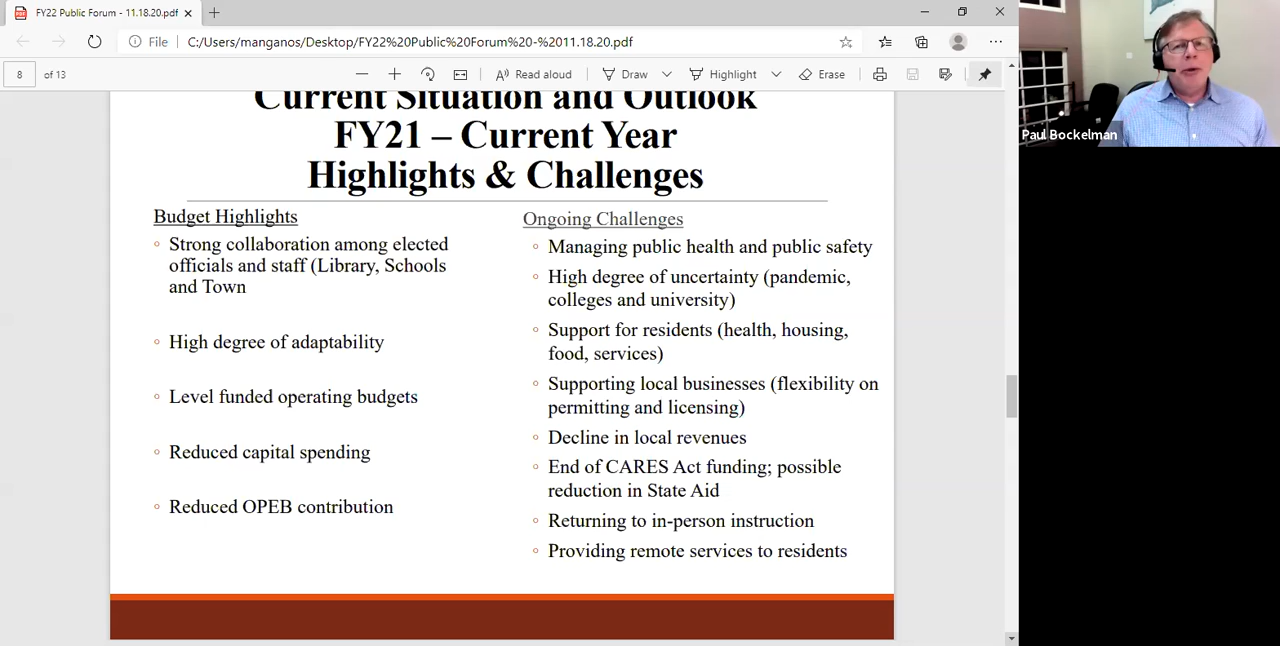 FY22 Public Forum - 11.18.20.pdf
File
C:/Users/manganos/Desktop/FY22%20Public%20Forum%20-%2011.18.20.pdf
8 of 13
Read aloud
Draw
Highlight
Erase
Paul Bockelman
Current Situation and Outlook
FY21 – Current Year
Highlights & Challenges
Budget Highlights
◦ Strong collaboration among elected
officials and staff (Library, Schools
and Town
◦ High degree of adaptability
◦ Level funded operating budgets
◦ Reduced capital spending
◦ Reduced OPEB contribution
Ongoing Challenges
◦ Managing public health and public safety
◦ High degree of uncertainty (pandemic,
colleges and university)
◦ Support for residents (health, housing,
food, services)
◦ Supporting local businesses (flexibility on
permitting and licensing)
◦ Decline in local revenues
◦ End of CARES Act funding; possible
reduction in State Aid
◦ Returning to in-person instruction
◦ Providing remote services to residents